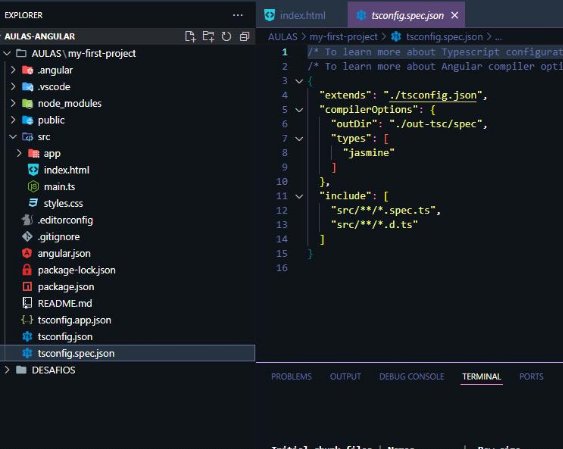 EXPLORER
...
AULAS-ANGULAR
AULAS\my-first-project
.angular
.vscode
node_modules
public
src
app
index.html
main.ts
styles.css
.editorconfig
.gitignore
angular.json
package-lock.json
package.json
README.md
tsconfig.app.json
tsconfig.json
tsconfig.spec.json
DESAFIOS
index.html
tsconfig.spec.json
AULAS > my-first-project > tsconfig.spec.json > ...
1 /* To learn more about Typescript configurat
2 /* To learn more about Angular compiler opti
3 {
4 "extends": "./tsconfig.json",
5 "compilerOptions": {
6 "outDir": "./out-tsc/spec",
7 "types": [
8 "jasmine"
9 ]
10 },
11 "include": [
12 "src/**/*.spec.ts",
13 "src/**/*.d.ts"
14 ]
15 }
16
PROBLEMS OUTPUT DEBUG CONSOLE TERMINAL PORTS
Initial chunk files | Names | Raw size